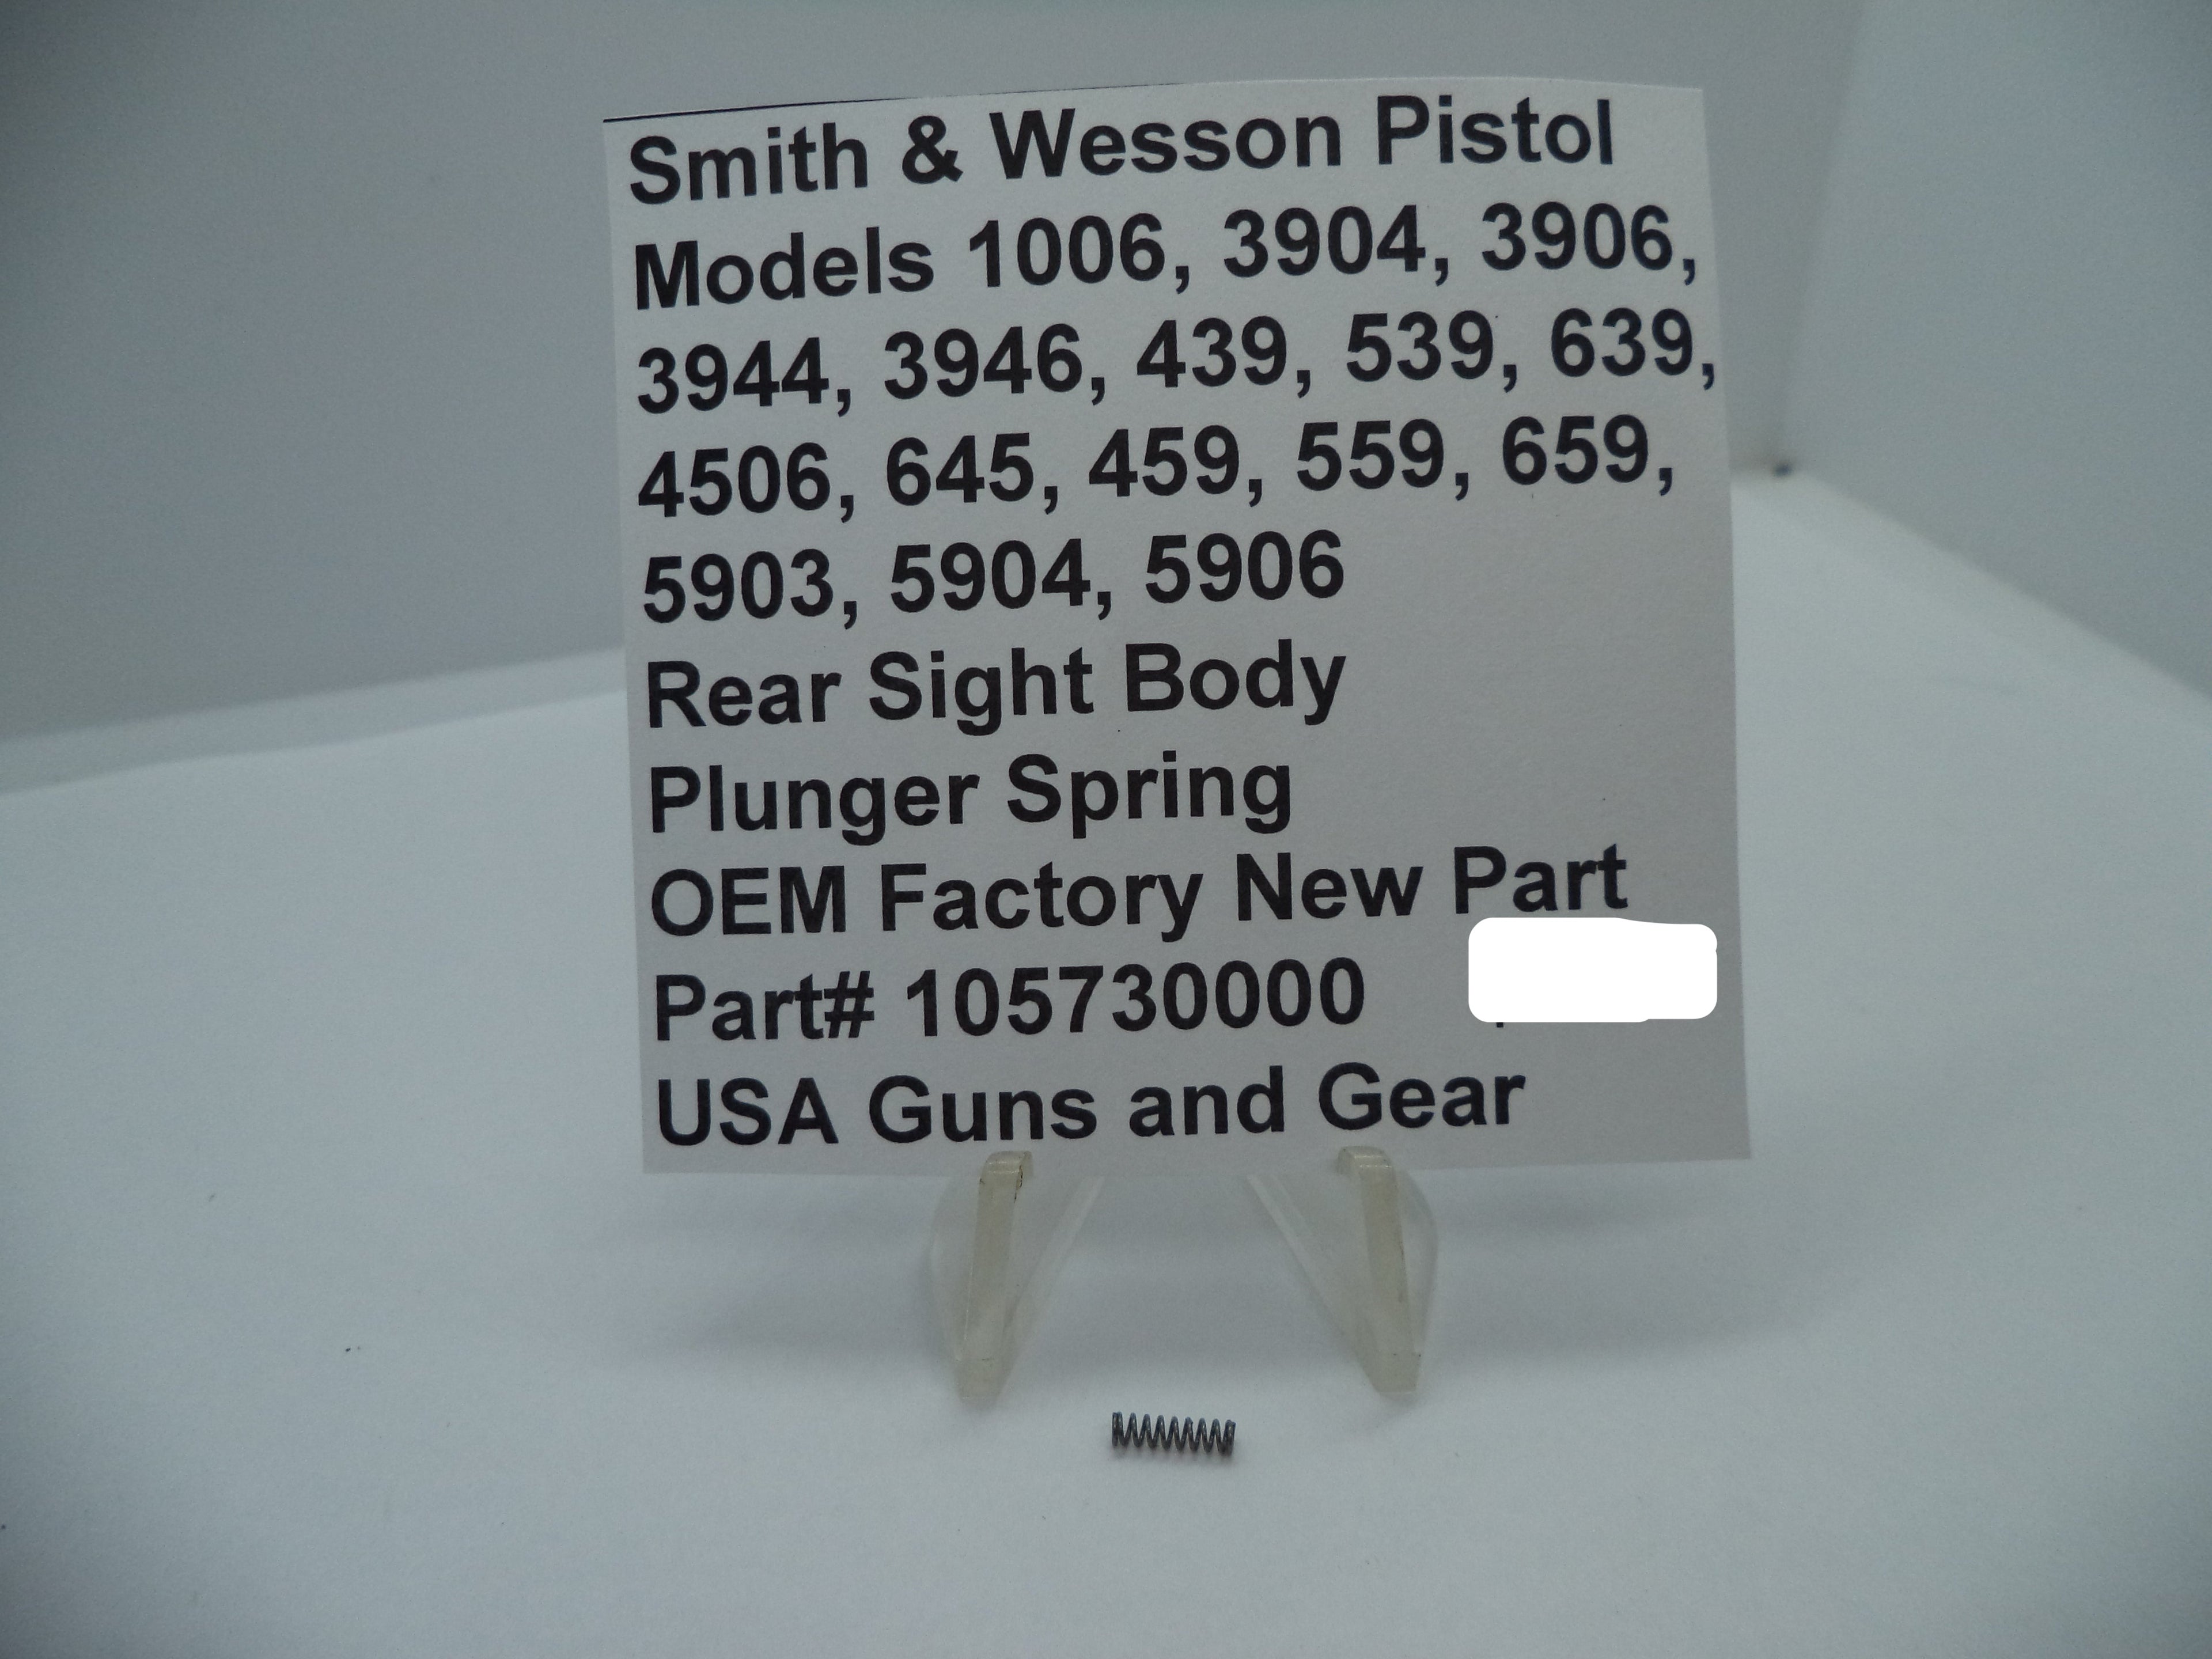 Smith & Wesson Pistol
Models 1006, 3904, 3906,
3944, 3946, 439, 539, 639,
4506, 645, 459, 559, 659,
5903, 5904, 5906
Rear Sight Body
Plunger Spring
OEM Factory New Part
Part# 105730000
USA Guns and Gear